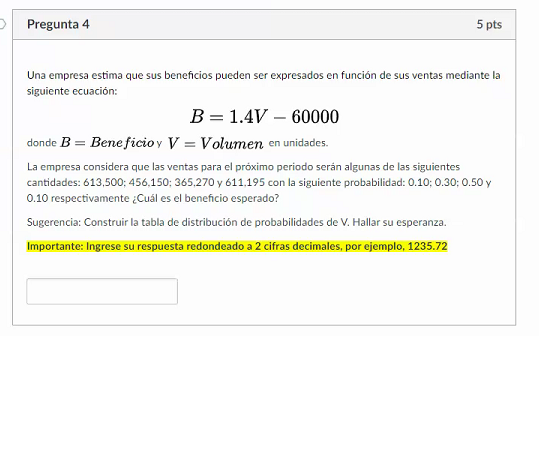 Pregunta 4 5 pts
Una empresa estima que sus beneficios pueden ser expresados en función de sus ventas mediante la
siguiente ecuación:
B = 1.4V − 60000
donde B = Beneficio y V = Volumen en unidades.
La empresa considera que las ventas para el próximo periodo serán algunas de las siguientes
cantidades: 613,500; 456,150; 365,270 y 611,195 con la siguiente probabilidad: 0.10; 0.30; 0.50 y
0.10 respectivamente ¿Cuál es el beneficio esperado?
Sugerencia: Construir la tabla de distribución de probabilidades de V. Hallar su esperanza.
Importante: Ingrese su respuesta redondeado a 2 cifras decimales, por ejemplo, 1235.72